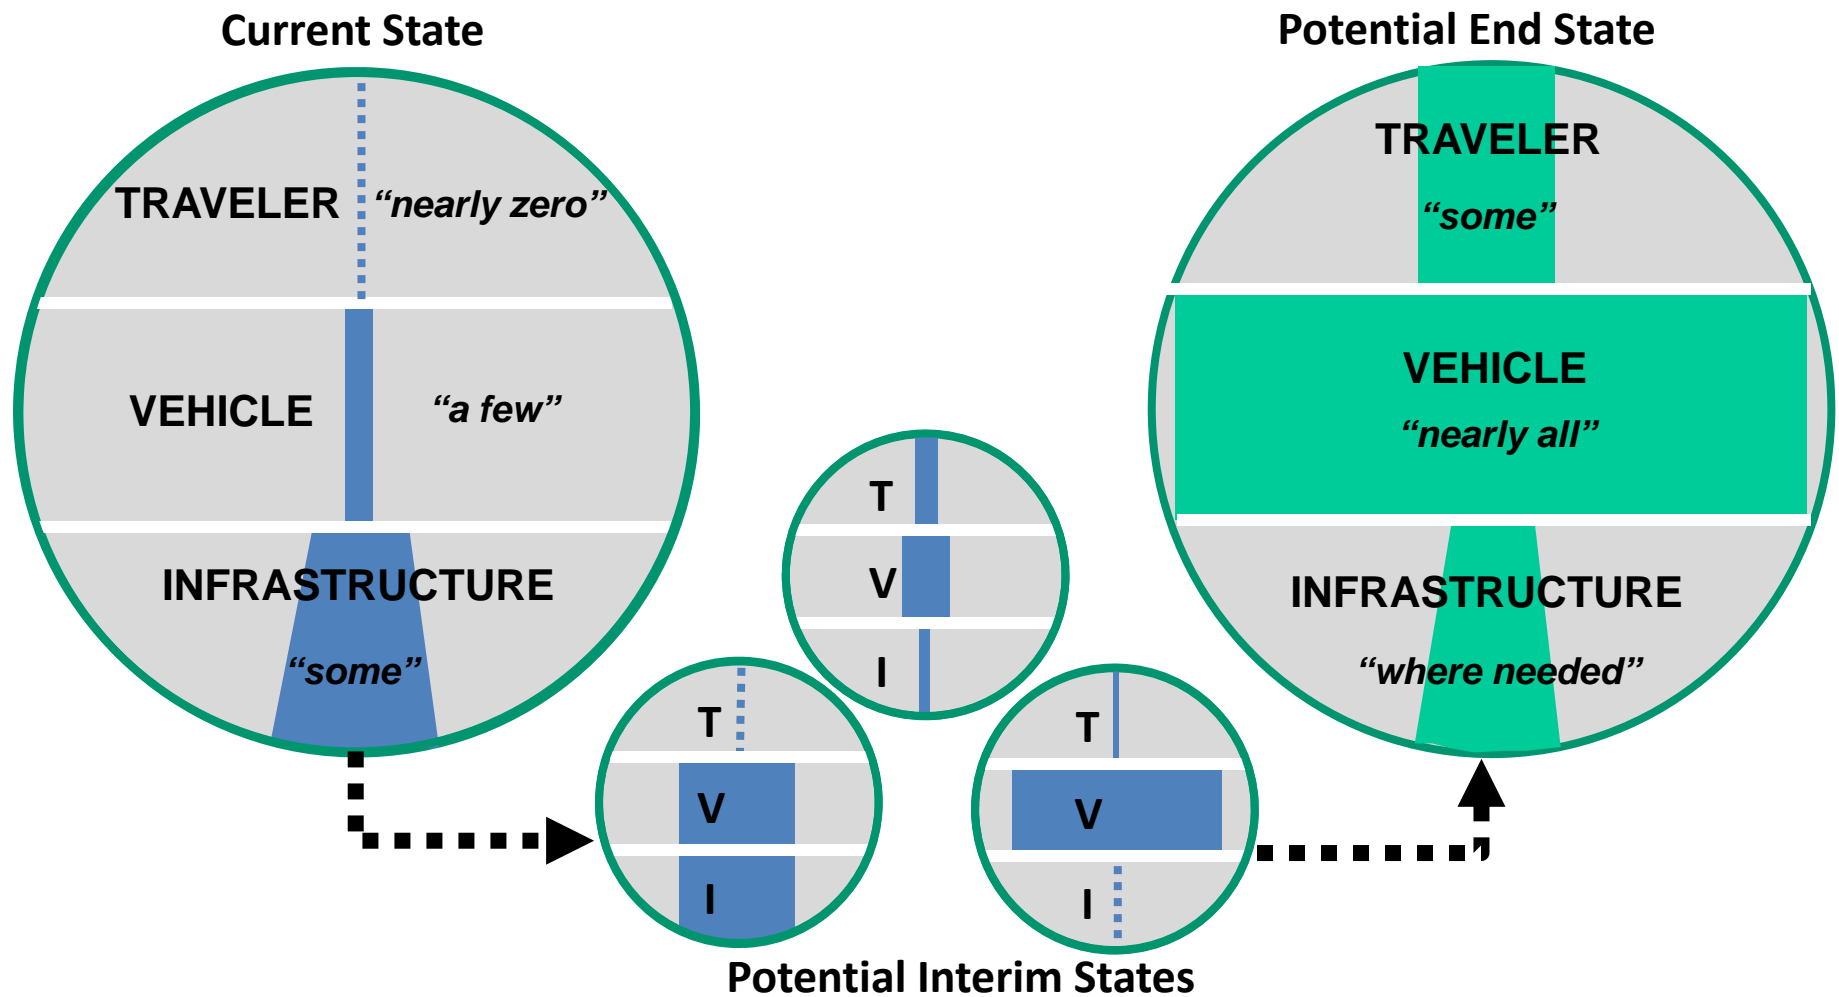 Current State
TRAVELER “nearly zero”
VEHICLE “a few”
INFRASTRUCTURE
“some”
T
V
I
T
V
I
T
V
I
Potential Interim States
Potential End State
TRAVELER
“some”
VEHICLE
“nearly all”
INFRASTRUCTURE
“where needed”